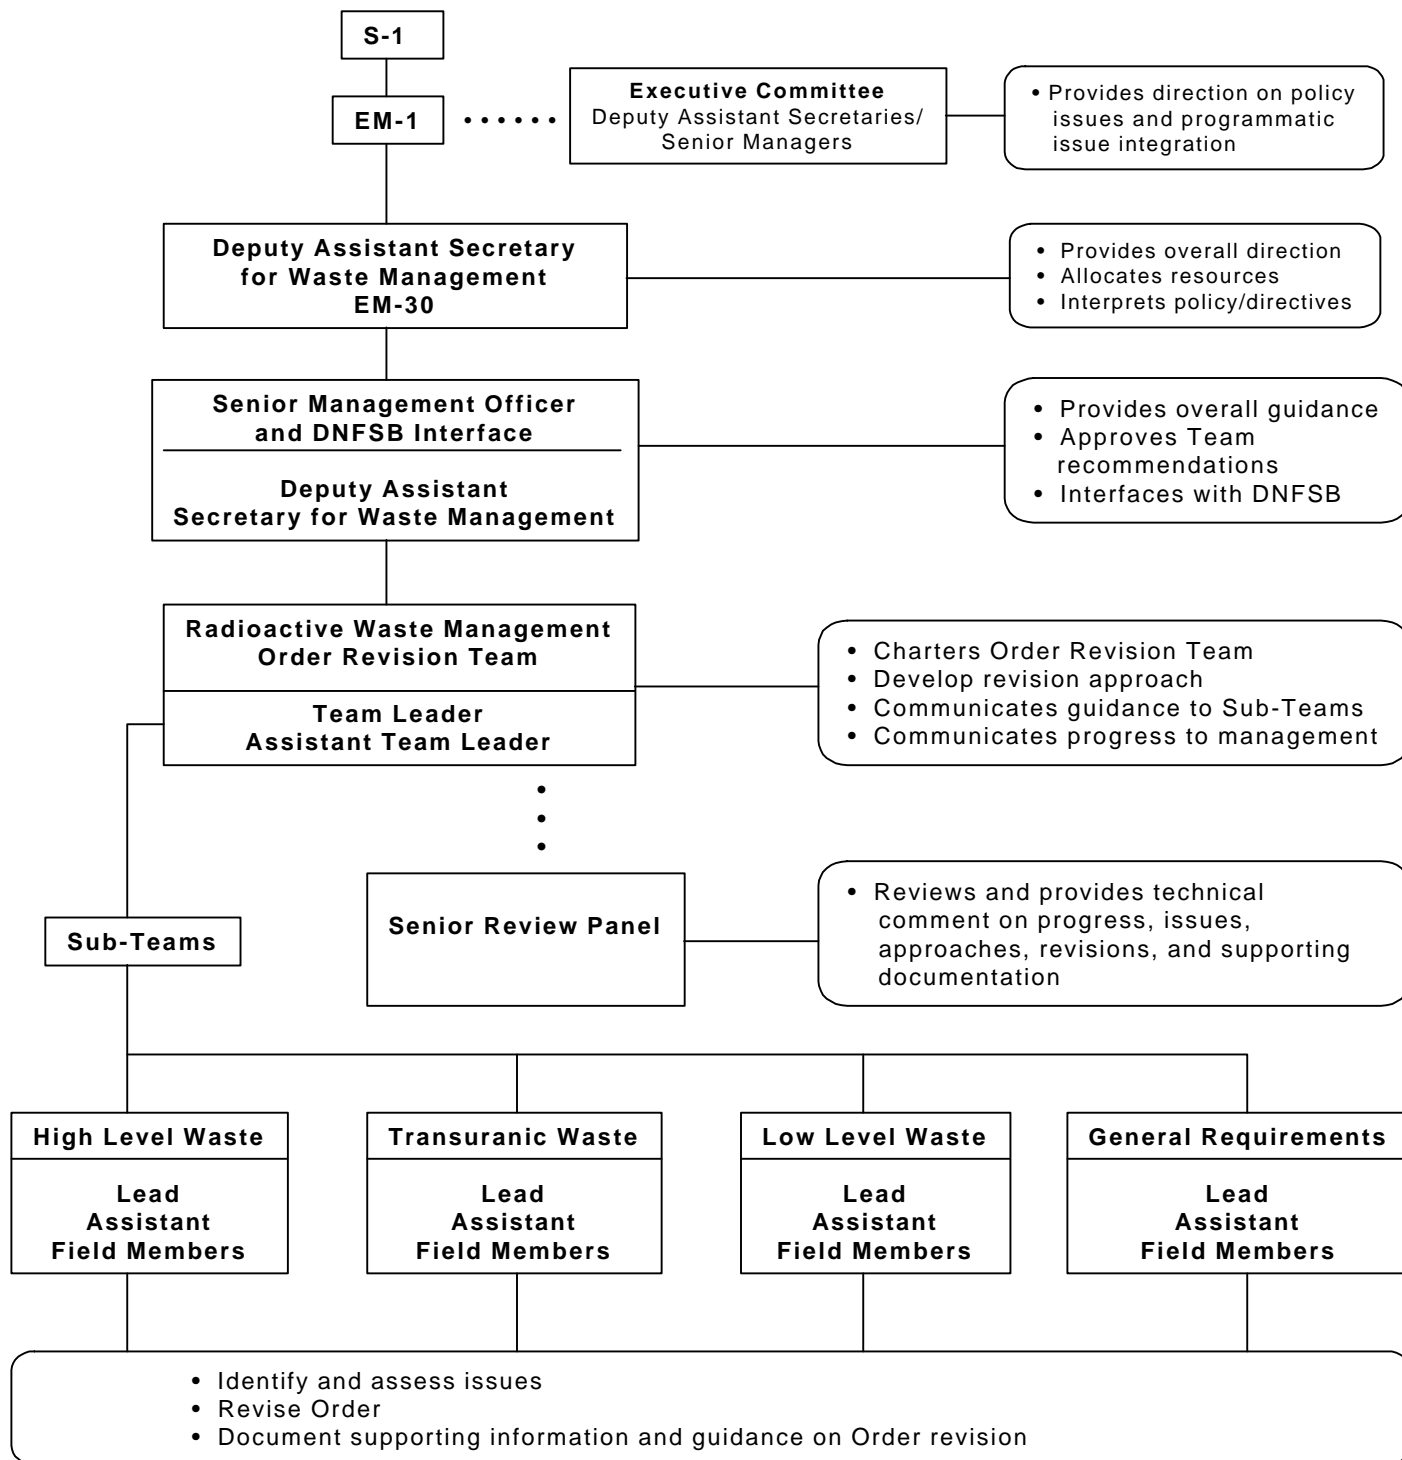 S-1
EM-1
Executive Committee
Deputy Assistant Secretaries/
Senior Managers
• Provides direction on policy
issues and programmatic
issue integration
Deputy Assistant Secretary
for Waste Management
EM-30
• Provides overall direction
• Allocates resources
• Interprets policy/directives
Senior Management Officer
and DNFSB Interface
Deputy Assistant
Secretary for Waste Management
• Provides overall guidance
• Approves Team
recommendations
• Interfaces with DNFSB
Radioactive Waste Management
Order Revision Team
Team Leader
Assistant Team Leader
• Charters Order Revision Team
• Develop revision approach
• Communicates guidance to Sub-Teams
• Communicates progress to management
Sub-Teams
Senior Review Panel
• Reviews and provides technical
comment on progress, issues,
approaches, revisions, and supporting
documentation
High Level Waste
Lead
Assistant
Field Members
Transuranic Waste
Lead
Assistant
Field Members
Low Level Waste
Lead
Assistant
Field Members
General Requirements
Lead
Assistant
Field Members
• Identify and assess issues
• Revise Order
• Document supporting information and guidance on Order revision